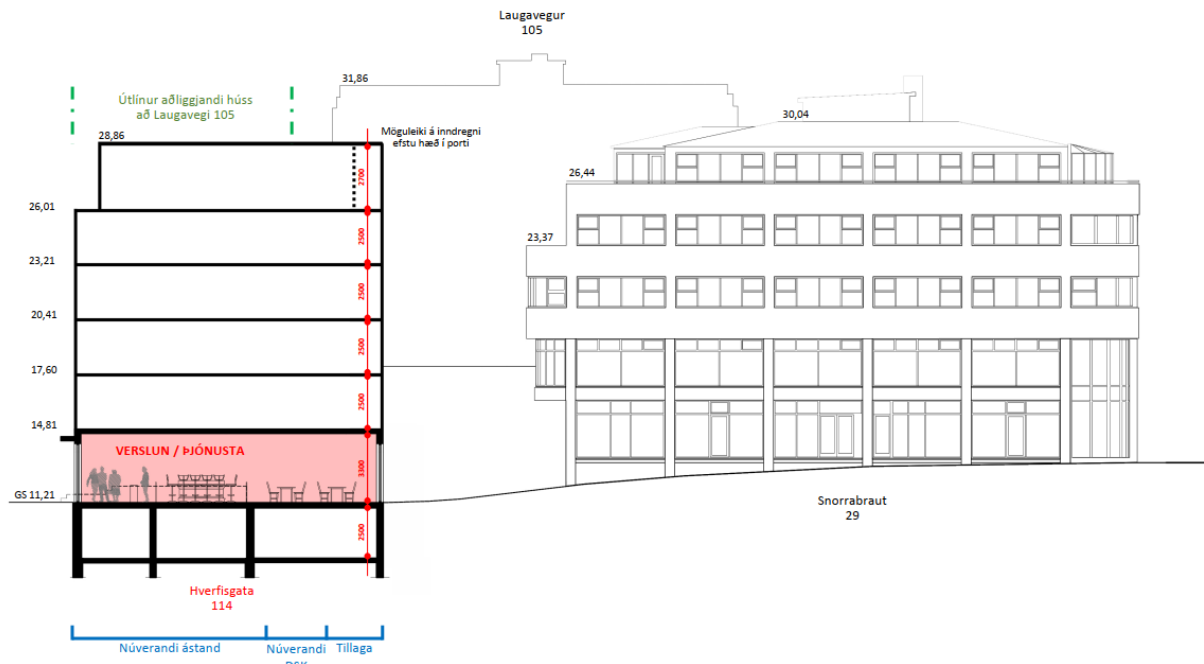 Laugavegur
105
31,86
Útlínur aðliggjandi húss
að Laugavegi 105
Möguleiki á inndregni
efstu hæð í porti
28,86
30,04
2700
26,44
26,01
2500
23,37
23,21
2500
20,41
2500
17,60
2500
14,81
VERSLUN / ÞJÓNUSTA
3300
GS 11,21
Snorrabraut
29
2500
Hverfisgata
114
Núverandi ástand
Núverandi
DSK
Tillaga